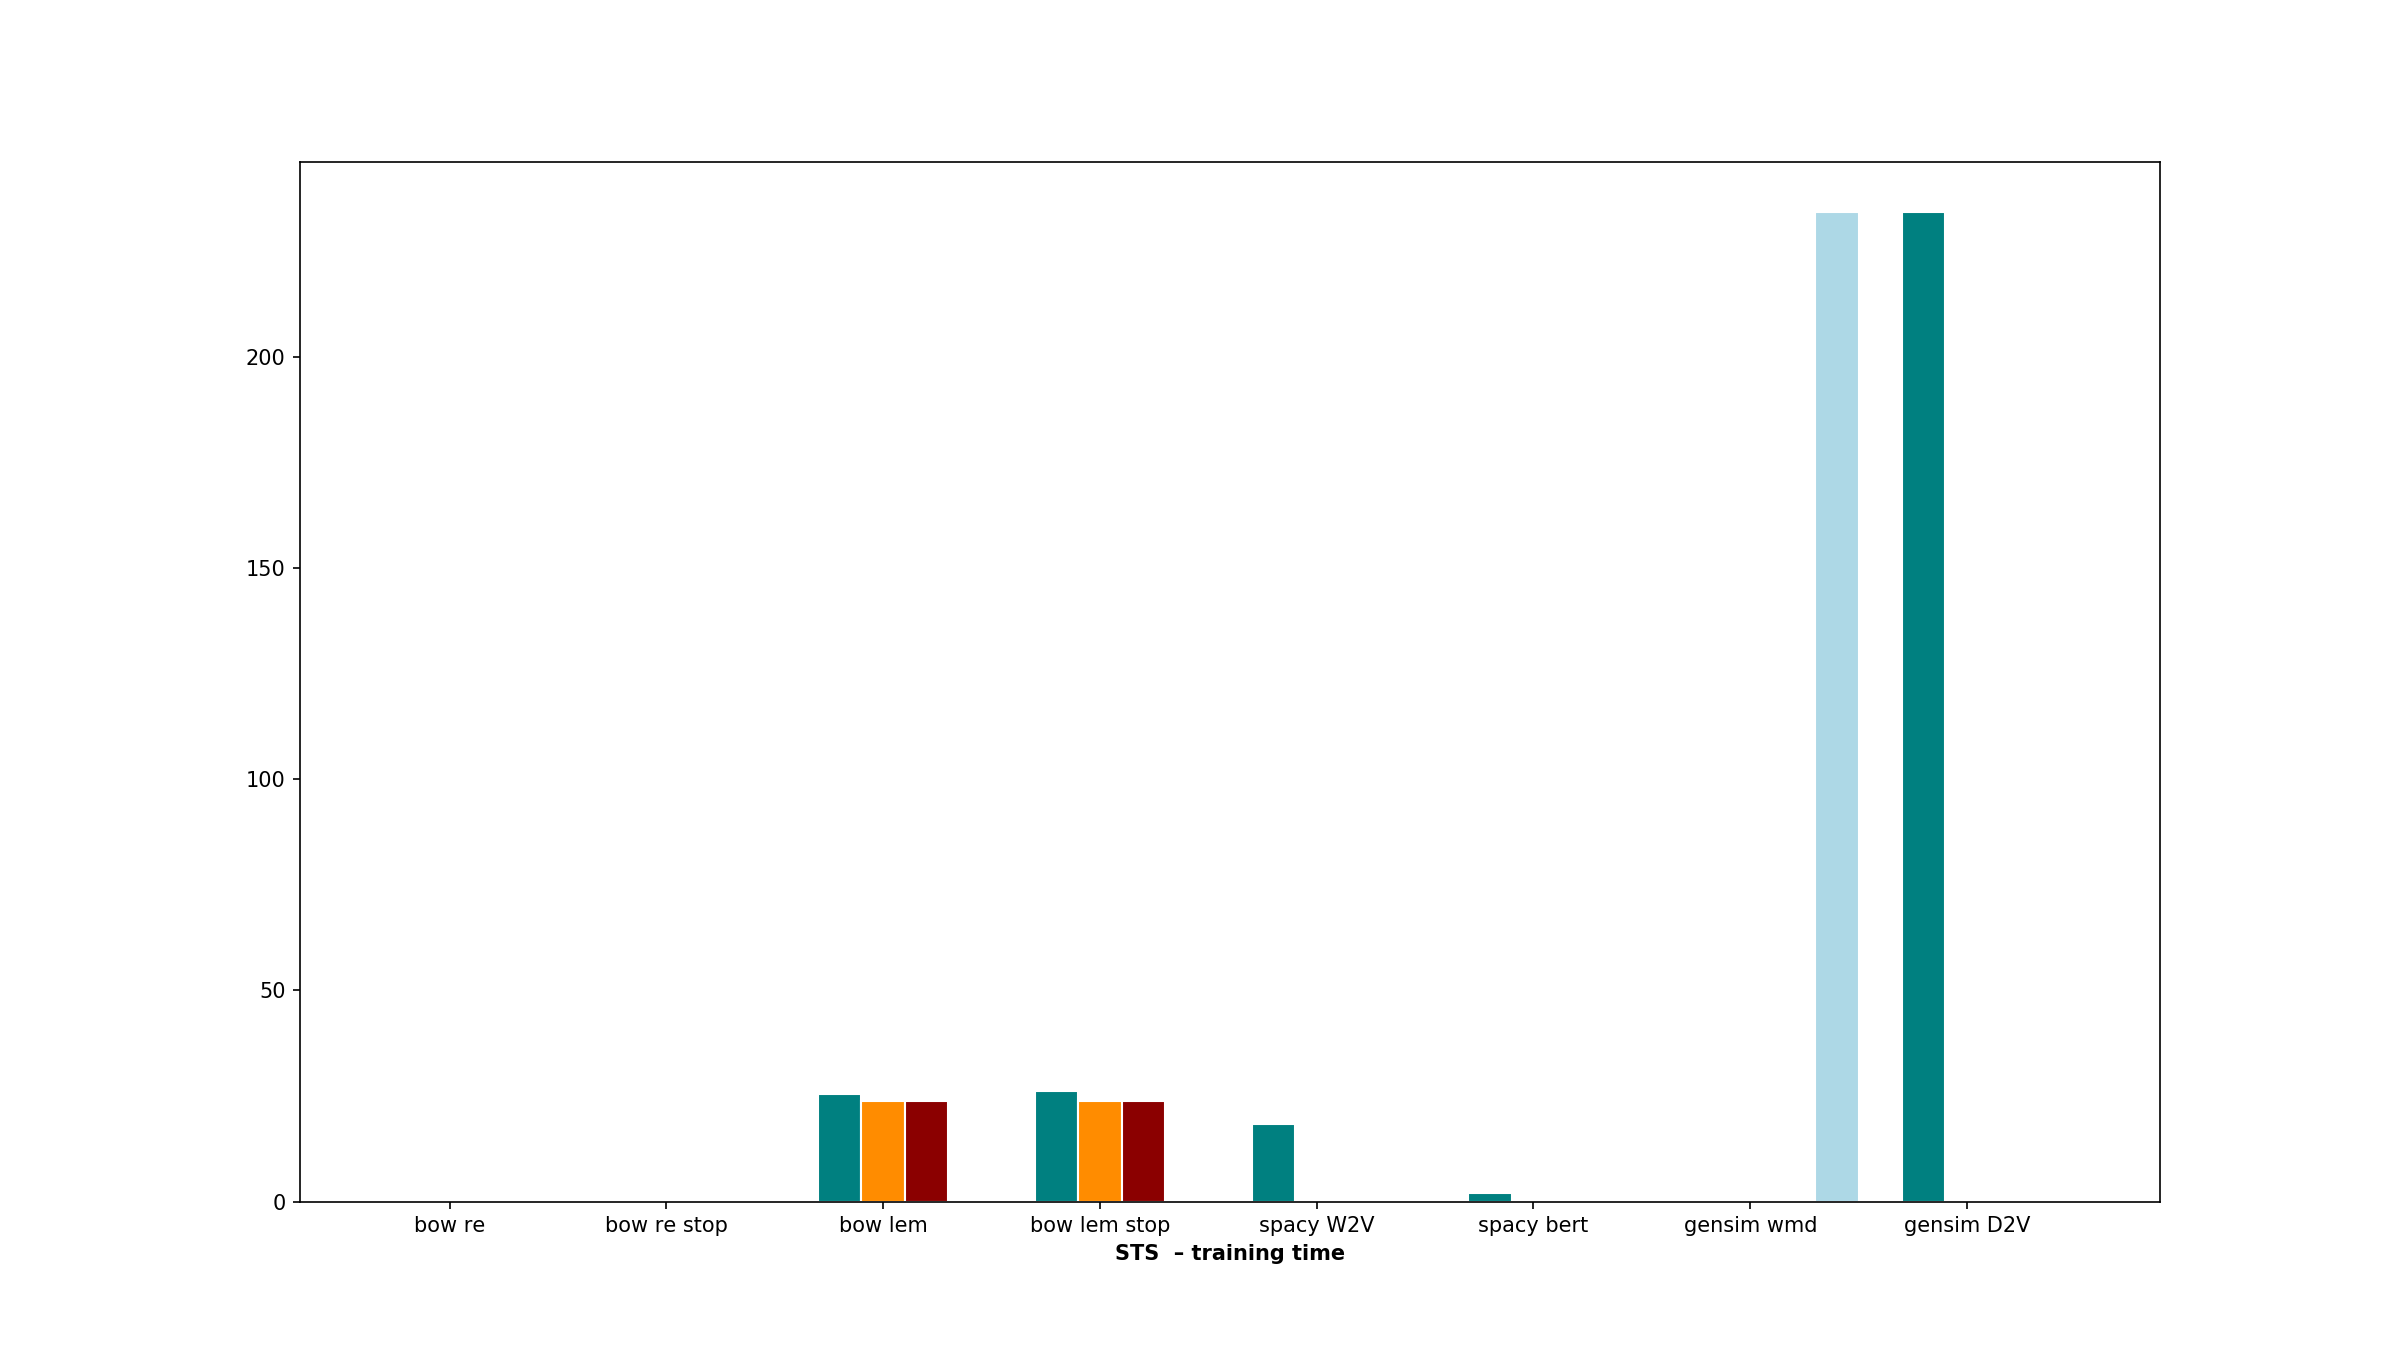 200
150
100
50
0
bow re bow re stop bow lem bow lem stop spacy W2V spacy bert gensim wmd gensim D2V
STS – training time